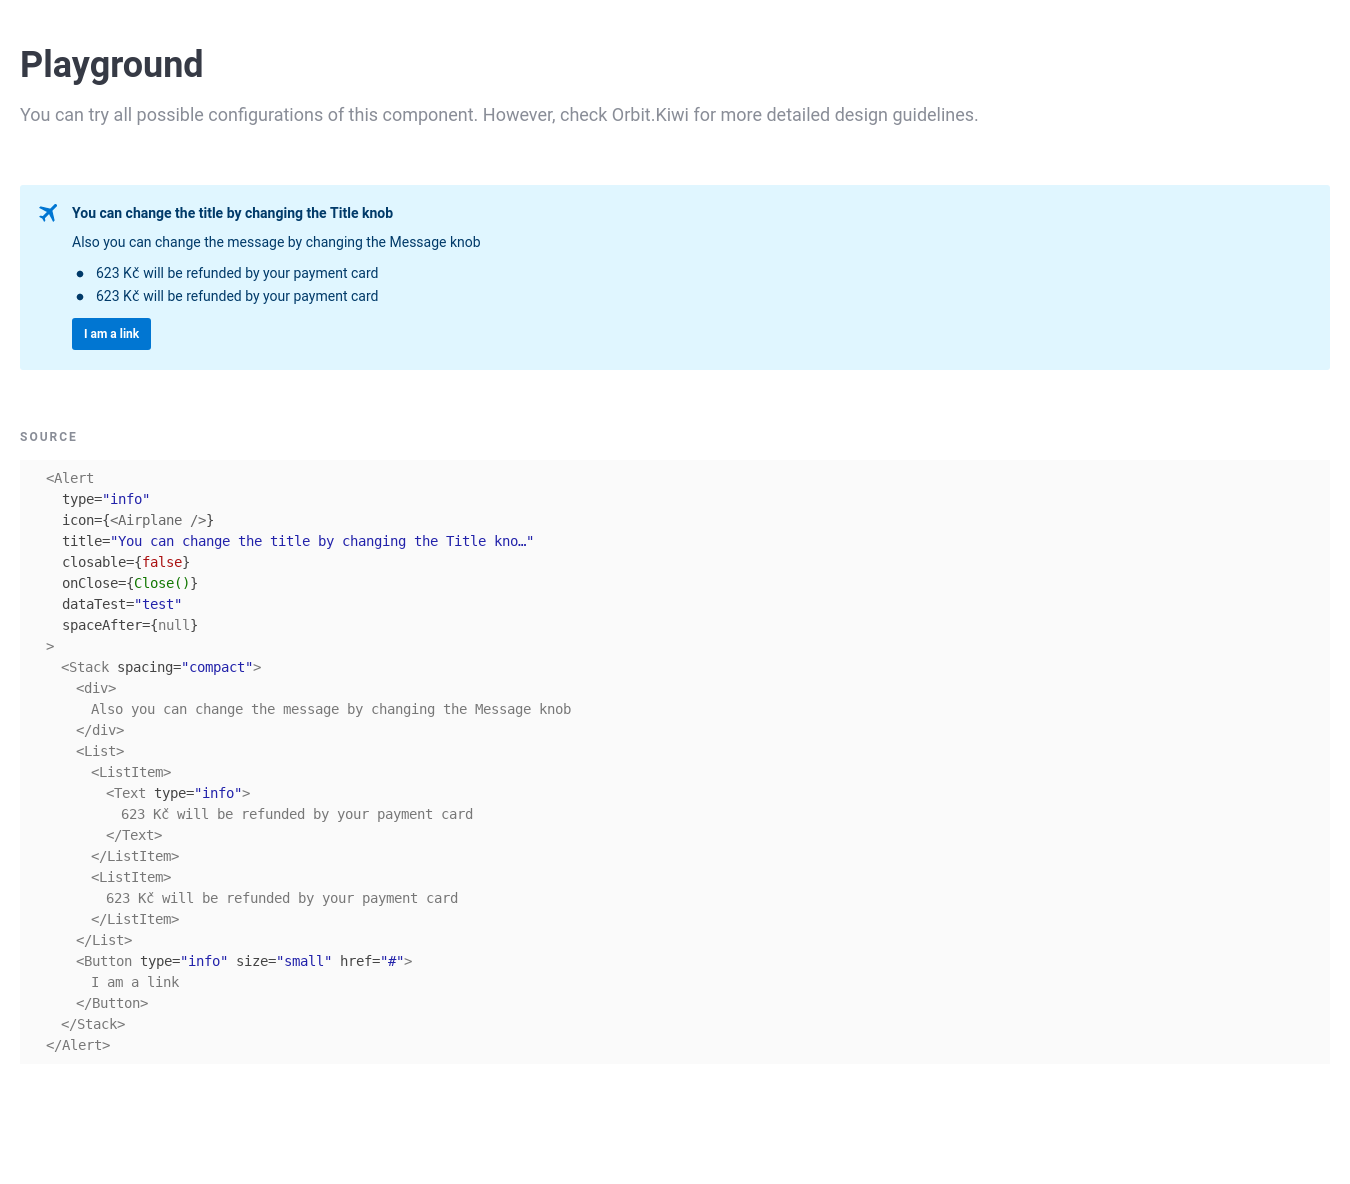 Playground
You can try all possible configurations of this component. However, check Orbit.Kiwi for more detailed design guidelines.
You can change the title by changing the Title knob
Also you can change the message by changing the Message knob
● 623 Kč will be refunded by your payment card
● 623 Kč will be refunded by your payment card
I am a link
SOURCE
<Alert
  type="info"
  icon={<Airplane />}
  title="You can change the title by changing the Title kno…"
  closable={false}
  onClose={Close()}
  dataTest="test"
  spaceAfter={null}
>
  <Stack spacing="compact">
    <div>
      Also you can change the message by changing the Message knob
    </div>
    <List>
      <ListItem>
        <Text type="info">
          623 Kč will be refunded by your payment card
        </Text>
      </ListItem>
      <ListItem>
        623 Kč will be refunded by your payment card
      </ListItem>
    </List>
    <Button type="info" size="small" href="#">
      I am a link
    </Button>
  </Stack>
</Alert>